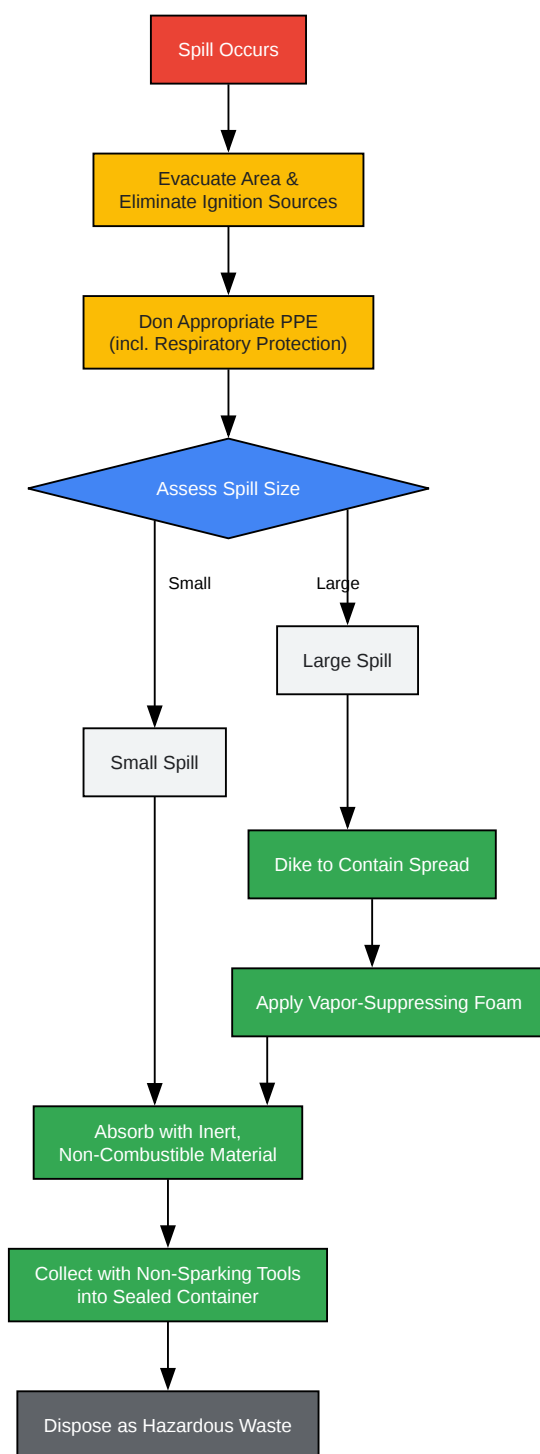 Spill Occurs
Evacuate Area &
Eliminate Ignition Sources
Don Appropriate PPE
(incl. Respiratory Protection)
Assess Spill Size
Small
Large
Large Spill
Small Spill
Dike to Contain Spread
Apply Vapor-Suppressing Foam
Absorb with Inert,
Non-Combustible Material
Collect with Non-Sparking Tools
into Sealed Container
Dispose as Hazardous Waste